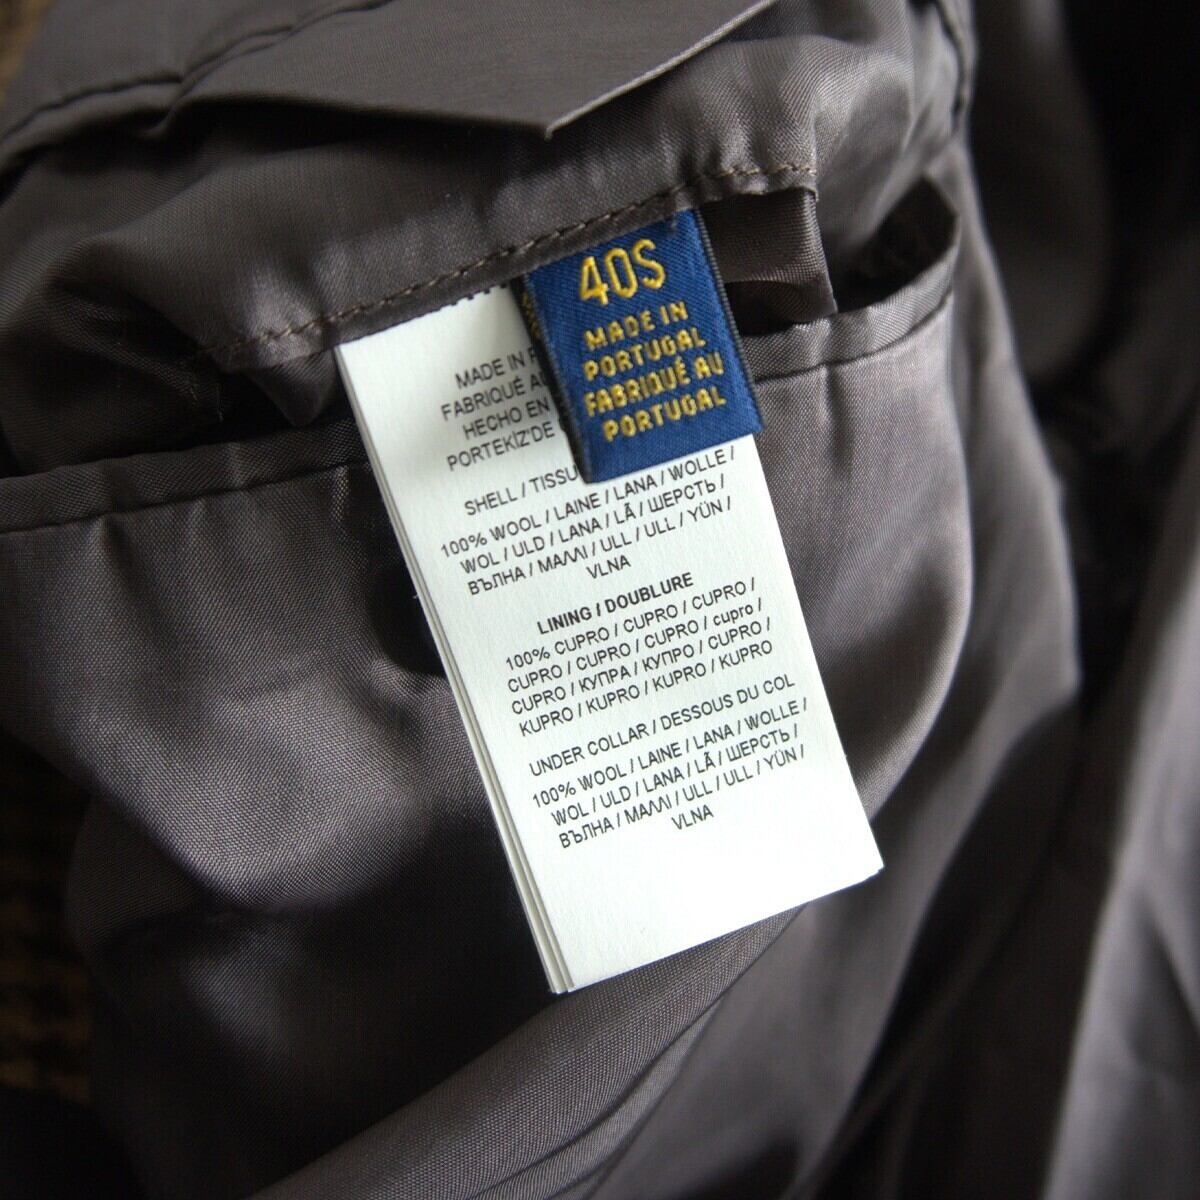 40S
MADE IN
PORTUGAL
FABRIQUÉ AU
PORTUGAL
MADE IN
FABRIQUÉ
HECHO EN
PORTEKİZ'DE
SHELL / TISSU
100% WOOL / LAINE / LANA / WOLLE /
WOL / ULD / LANA / LÃ / ШЕРСТЬ /
ВЪЛНА / ΜΑΛΛΙ / ULL / ULL / YÜN /
VLNA
LINING / DOUBLURE
100% CUPRO / CUPRO / CUPRO /
CUPRO / CUPRO / CUPRO / cupro /
CUPRO / КУПРА / КУПРО / CUPRO /
KUPRO / KUPRO / KUPRO / KUPRO
UNDER COLLAR / DESSOUS DU COL
100% WOOL / LAINE / LANA / WOLLE /
WOL / ULD / LANA / LÃ / ШЕРСТЬ /
ВЪЛНА / ΜΑΛΛΙ / ULL / ULL / YÜN /
VLNA